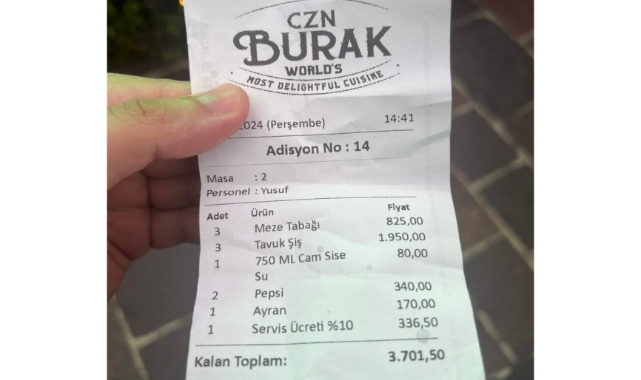 CZN
BURAK
WORLD'S
MOST DELIGHTFUL CUISINE
2024 (Perşembe) 14:41
Adisyon No : 14
Masa : 2
Personel : Yusuf
Adet Ürün Fiyat
3 Meze Tabağı 825,00
3 Tavuk Şiş 1.950,00
1 750 ML Cam Sise 80,00
Su
2 Pepsi 340,00
1 Ayran 170,00
1 Servis Ücreti %10 336,50
Kalan Toplam: 3.701,50